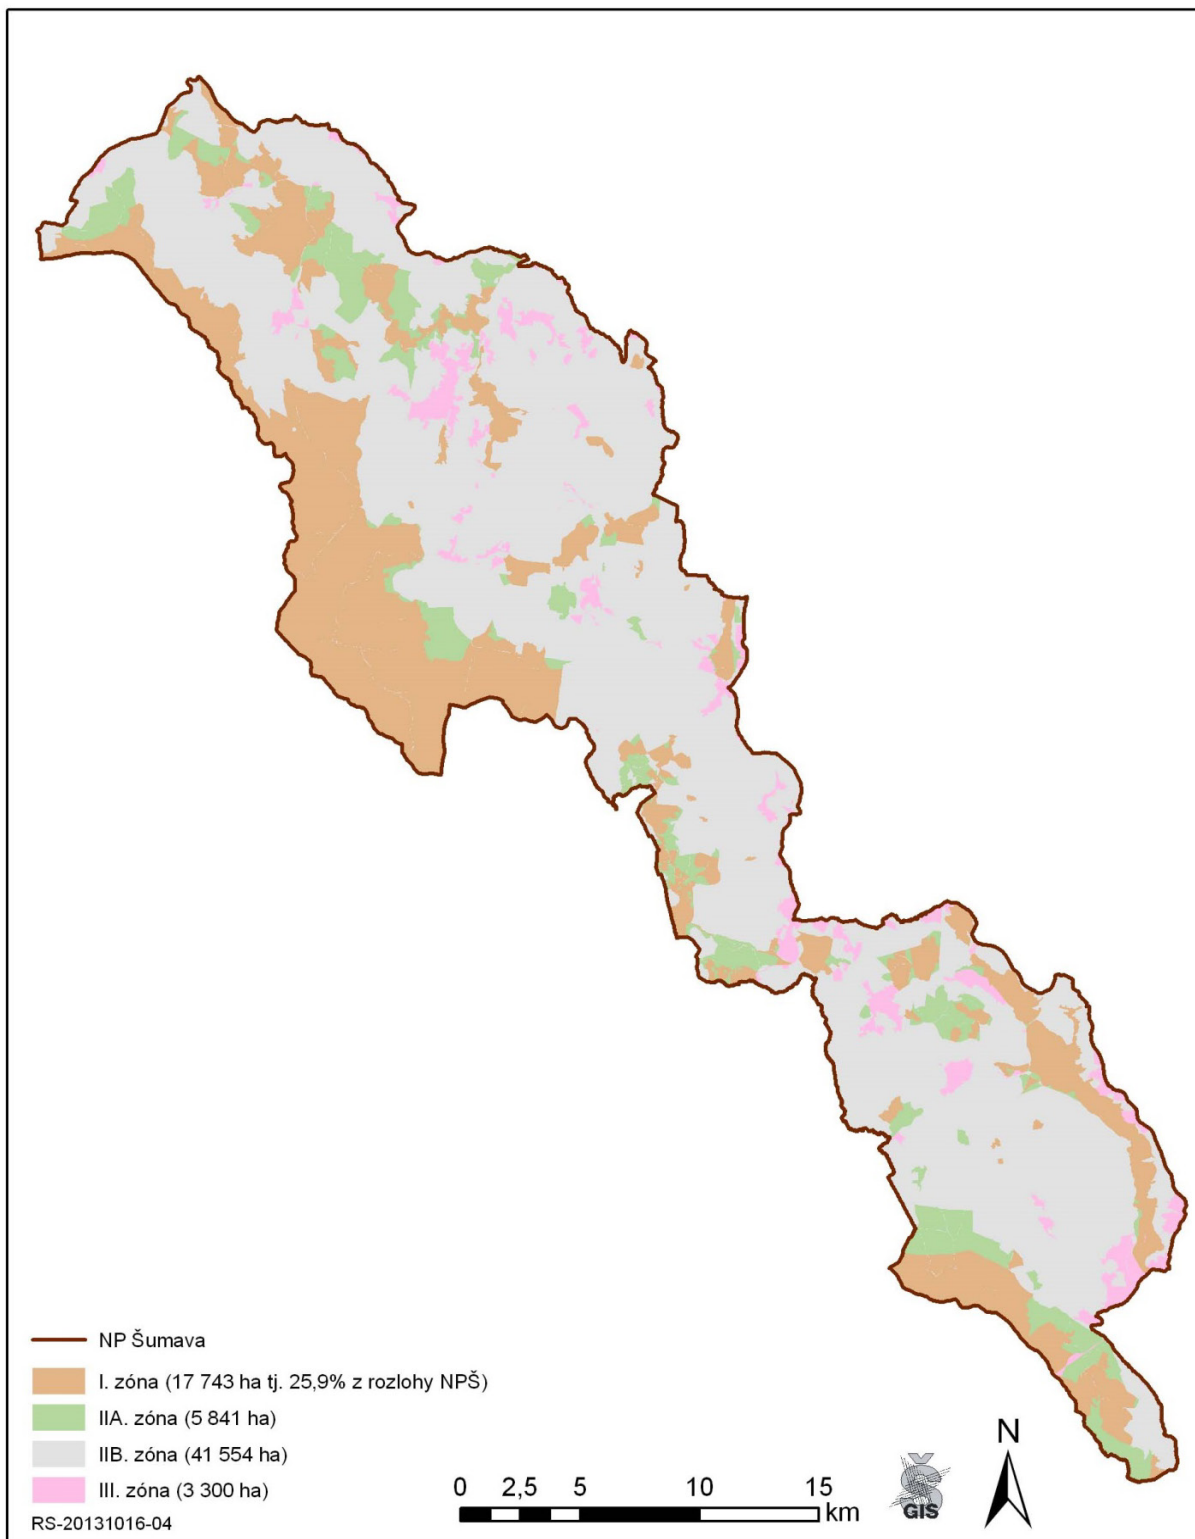 NP Šumava
I. zóna (17 743 ha tj. 25,9% z rozlohy NPŠ)
IIA. zóna (5 841 ha)
IIB. zóna (41 554 ha)
III. zóna (3 300 ha)
RS-20131016-04
0 2,5 5 10 15
km
Š
GIS
N